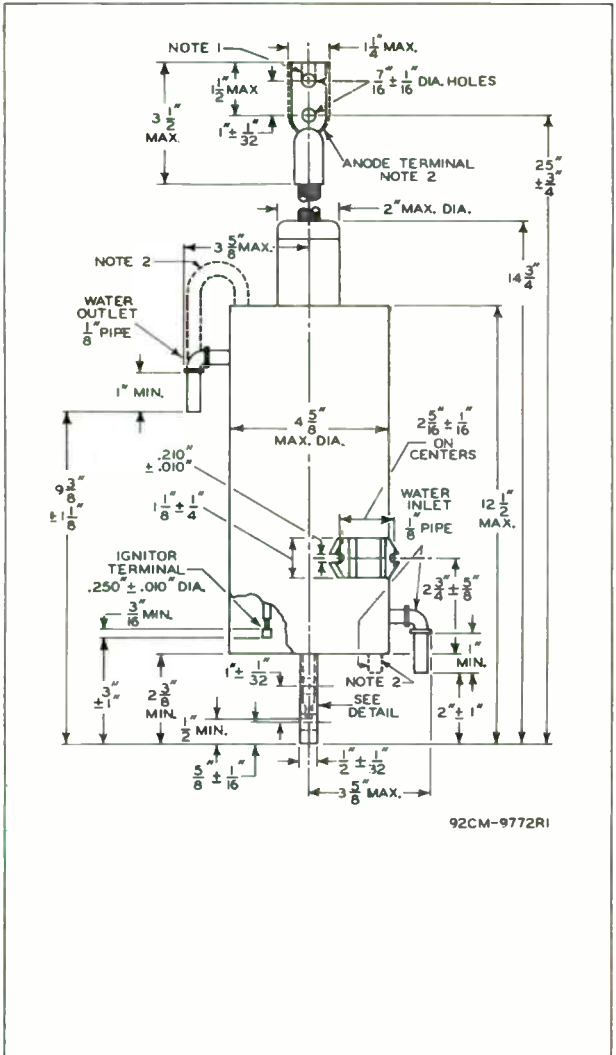 NOTE 1
1 1/4" MAX.
1 1/2" MAX
7/16" ± 1/16" DIA. HOLES
3 1/2" MAX.
1" ± 1/32"
ANODE TERMINAL
NOTE 2
25" ± 3/4"
2" MAX. DIA.
3 5/8" MAX.
14 3/4"
NOTE 2
WATER
OUTLET
1/8" PIPE
1" MIN.
4 5/8"
MAX. DIA.
2 5/16" ± 1/16"
ON
CENTERS
.210"
± .010"
9 3/8"
± 1 1/8"
1 1/8" ± 1/4"
WATER
INLET
1/8" PIPE
12 1/2"
MAX.
IGNITOR
TERMINAL
.250" ± .010" DIA.
2 3/4" ± 5/8"
3/16" MIN.
1" MIN.
3"
± 1"
2 3/8"
MIN.
1" ± 1/32"
NOTE 2
SEE
DETAIL
2" ± 1"
1/2" MIN.
5/8" ± 1/16"
1/2" ± 1/32"
3 5/8" MAX.
92CM-9772R1